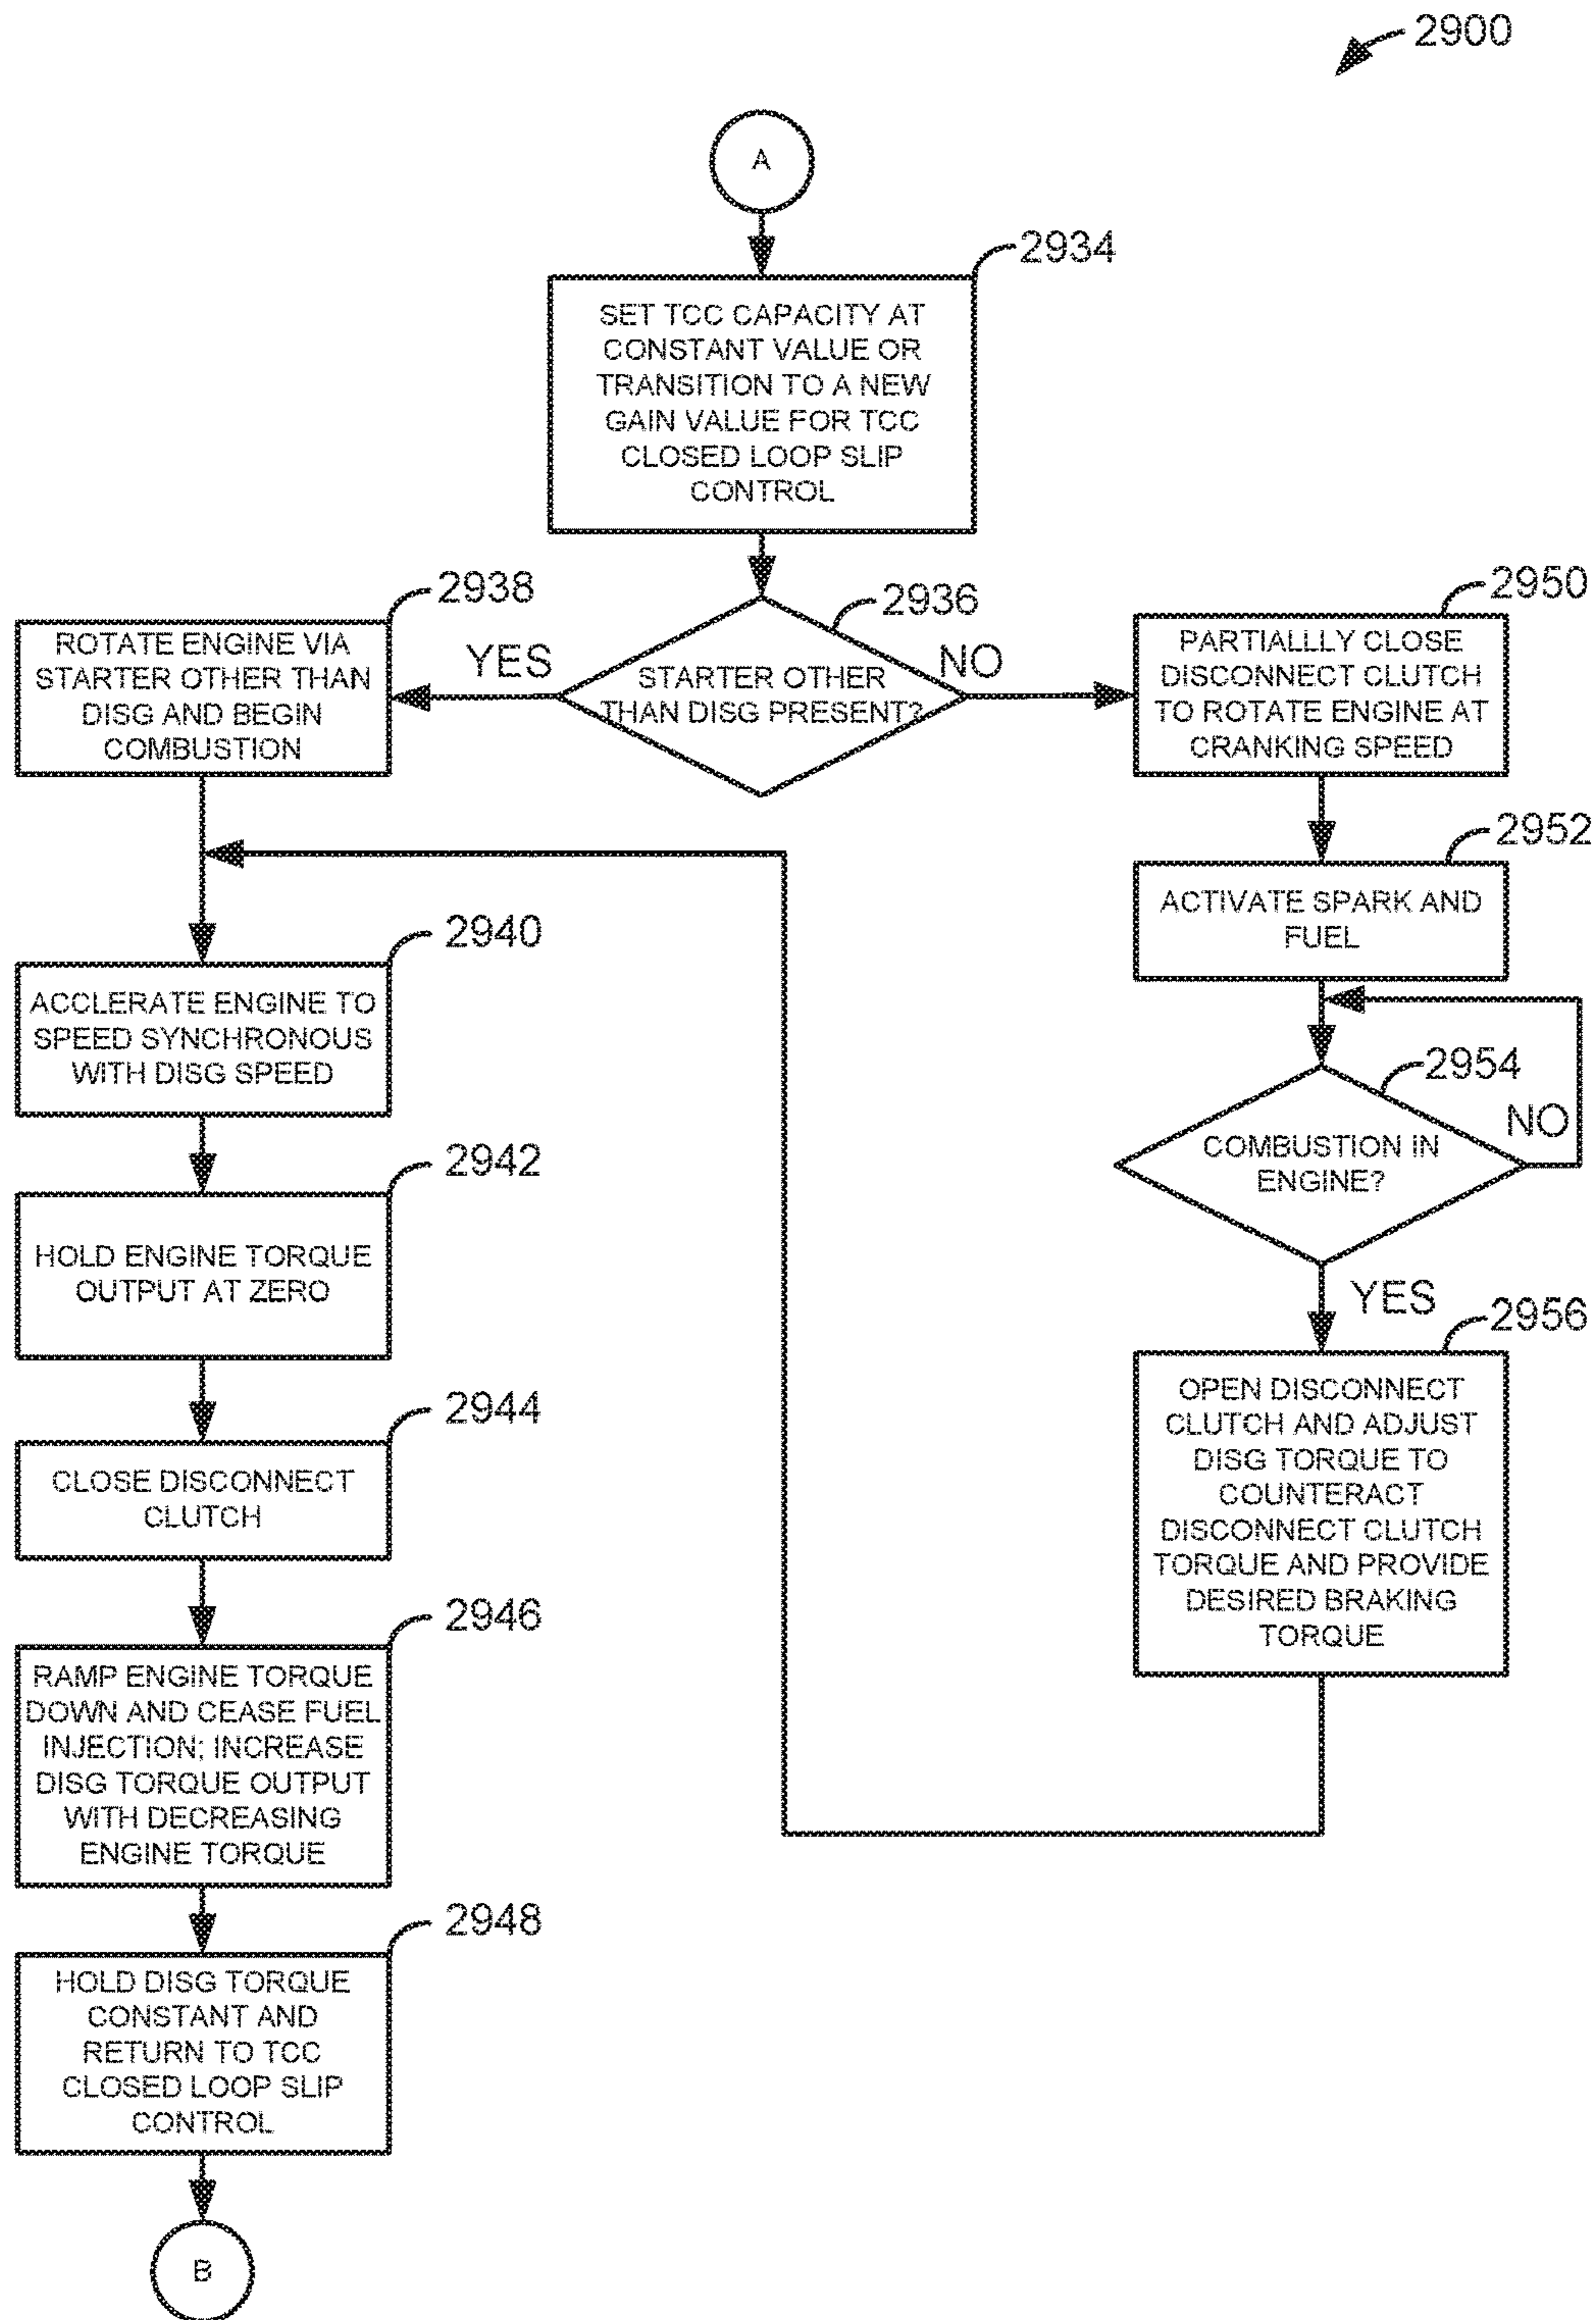 2900
A
2934
SET TCC CAPACITY AT
CONSTANT VALUE OR
TRANSITION TO A NEW
GAIN VALUE FOR TCC
CLOSED LOOP SLIP
CONTROL
2936
STARTER OTHER
THAN DISG PRESENT?
YES
NO
2938
ROTATE ENGINE VIA
STARTER OTHER THAN
DISG AND BEGIN
COMBUSTION
2940
ACCLERATE ENGINE TO
SPEED SYNCHRONOUS
WITH DISG SPEED
2942
HOLD ENGINE TORQUE
OUTPUT AT ZERO
2944
CLOSE DISCONNECT
CLUTCH
2946
RAMP ENGINE TORQUE
DOWN AND CEASE FUEL
INJECTION; INCREASE
DISG TORQUE OUTPUT
WITH DECREASING
ENGINE TORQUE
2948
HOLD DISG TORQUE
CONSTANT AND
RETURN TO TCC
CLOSED LOOP SLIP
CONTROL
B
2950
PARTIALLLY CLOSE
DISCONNECT CLUTCH
TO ROTATE ENGINE AT
CRANKING SPEED
2952
ACTIVATE SPARK AND
FUEL
2954
COMBUSTION IN
ENGINE?
NO
YES
2956
OPEN DISCONNECT
CLUTCH AND ADJUST
DISG TORQUE TO
COUNTERACT
DISCONNECT CLUTCH
TORQUE AND PROVIDE
DESIRED BRAKING
TORQUE